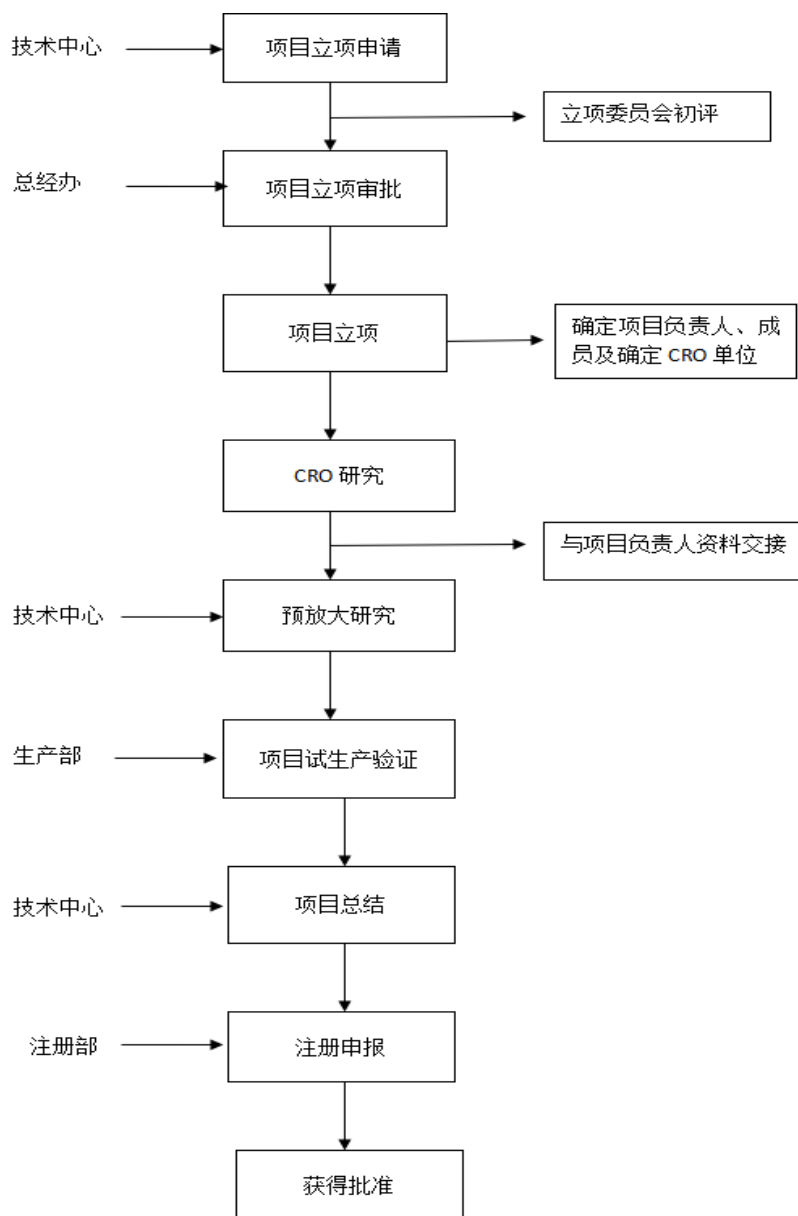 技术中心
项目立项申请
立项委员会初评
总经办
项目立项审批
项目立项
确定项目负责人、成
员及确定 CRO 单位
CRO 研究
与项目负责人资料交接
技术中心
预放大研究
生产部
项目试生产验证
技术中心
项目总结
注册部
注册申报
获得批准